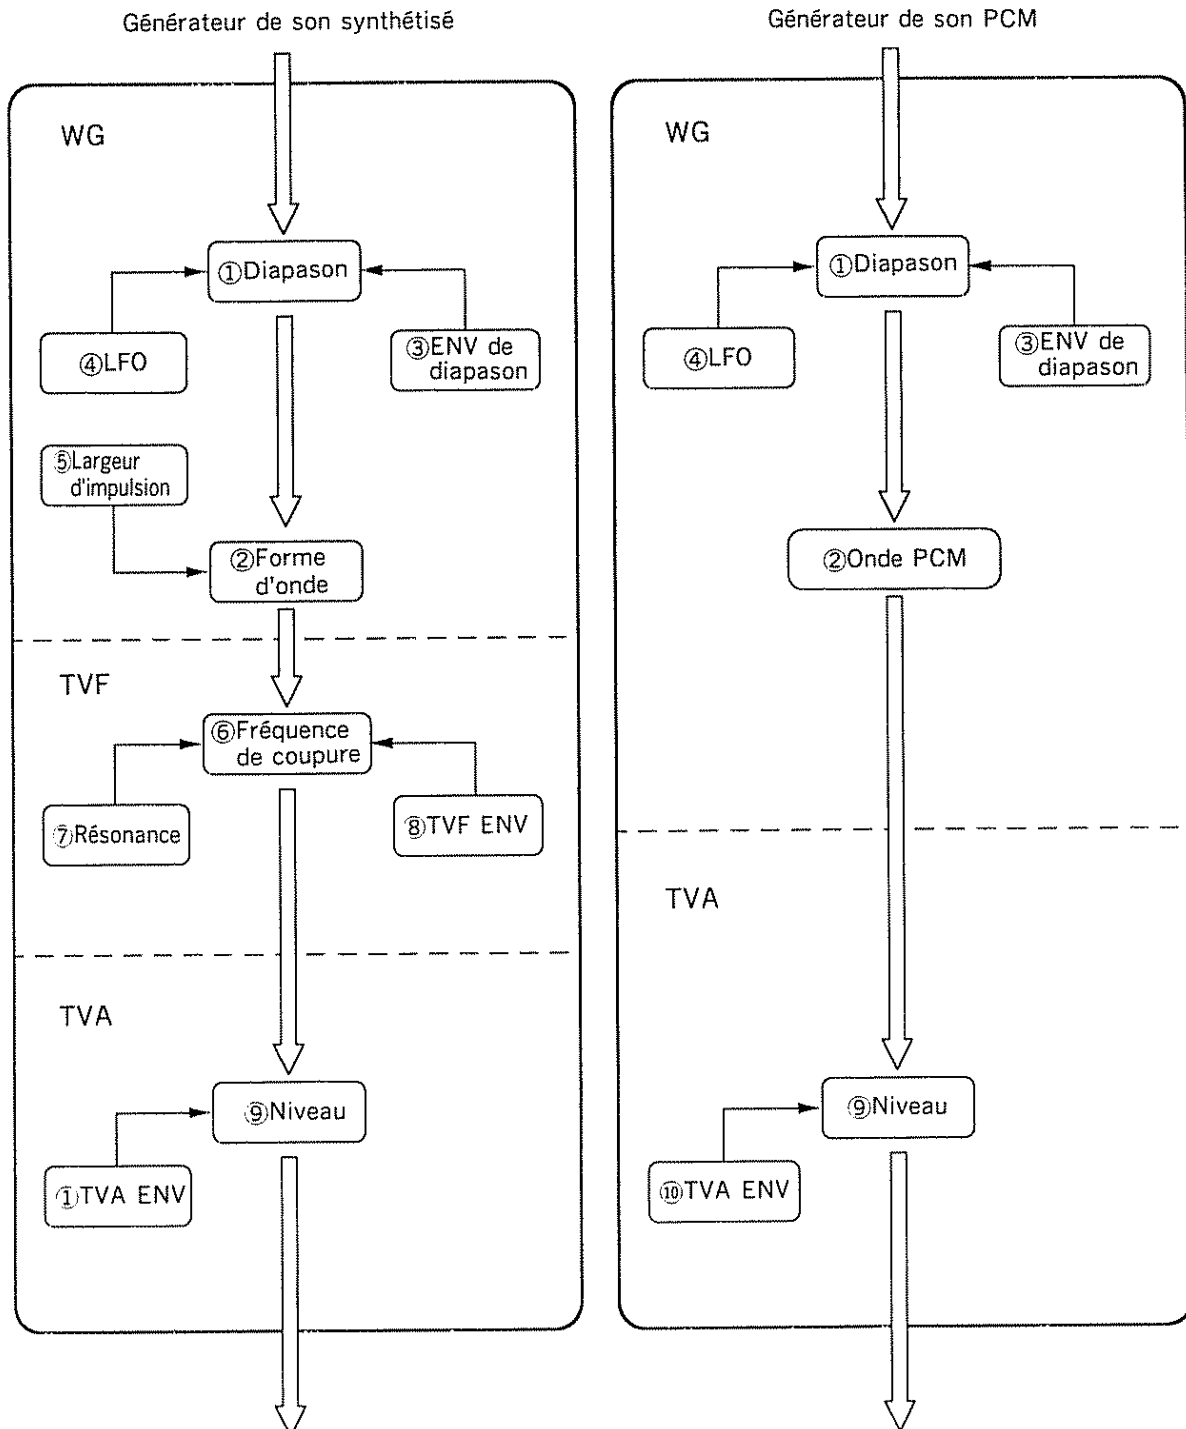 Générateur de son synthétisé
WG
①Diapason
④LFO
③ENV de
diapason
⑤Largeur
d'impulsion
②Forme
d'onde
TVF
⑥Fréquence
de coupure
⑦Résonance
⑧TVF ENV
TVA
⑨Niveau
①TVA ENV
Générateur de son PCM
WG
①Diapason
④LFO
③ENV de
diapason
②Onde PCM
TVA
⑨Niveau
⑩TVA ENV